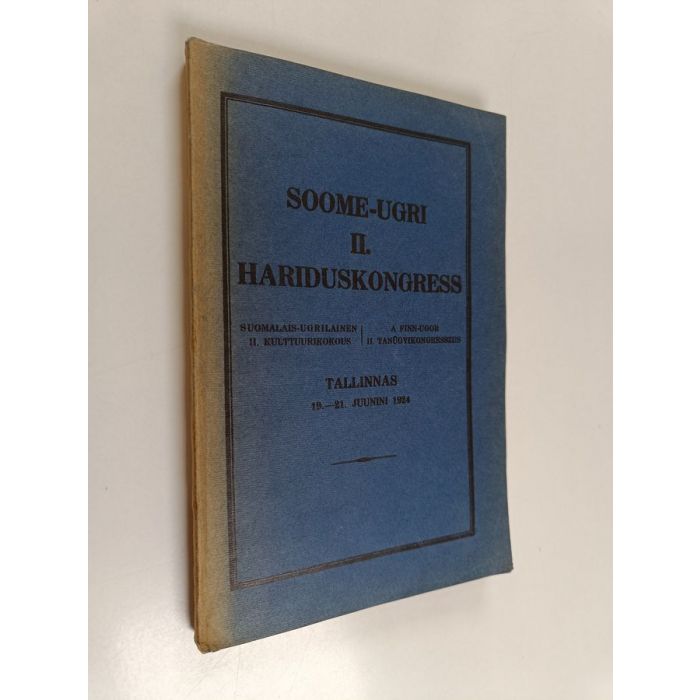 SOOME-UGRI
II.
HARIDUSKONGRESS
SUOMALAIS-UGRILAINEN
II. KULTTUURIKOKOUS
A FINN-UGOR
II TANÜGYIKONGRESSZUS
TALLINNAS
19.—21. JUUNINI 1924